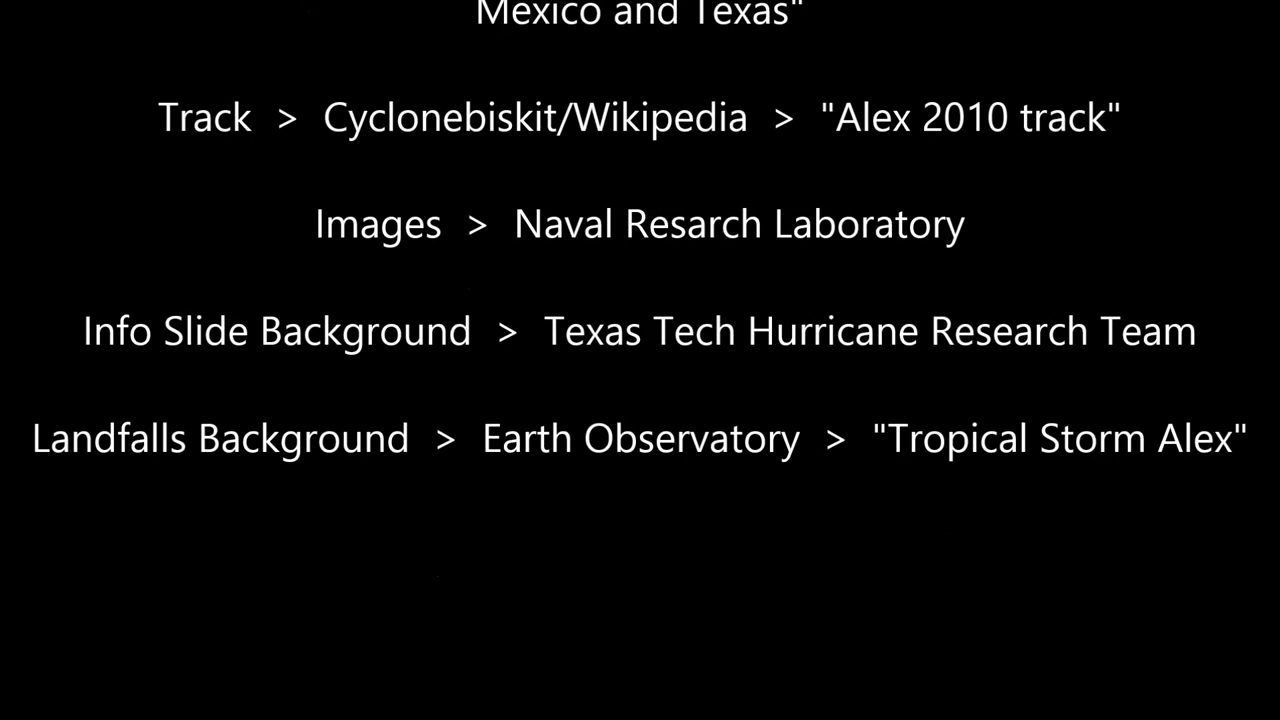 Mexico and Texas"
Track > Cyclonebiskit/Wikipedia > "Alex 2010 track"
Images > Naval Resarch Laboratory
Info Slide Background > Texas Tech Hurricane Research Team
Landfalls Background > Earth Observatory > "Tropical Storm Alex"